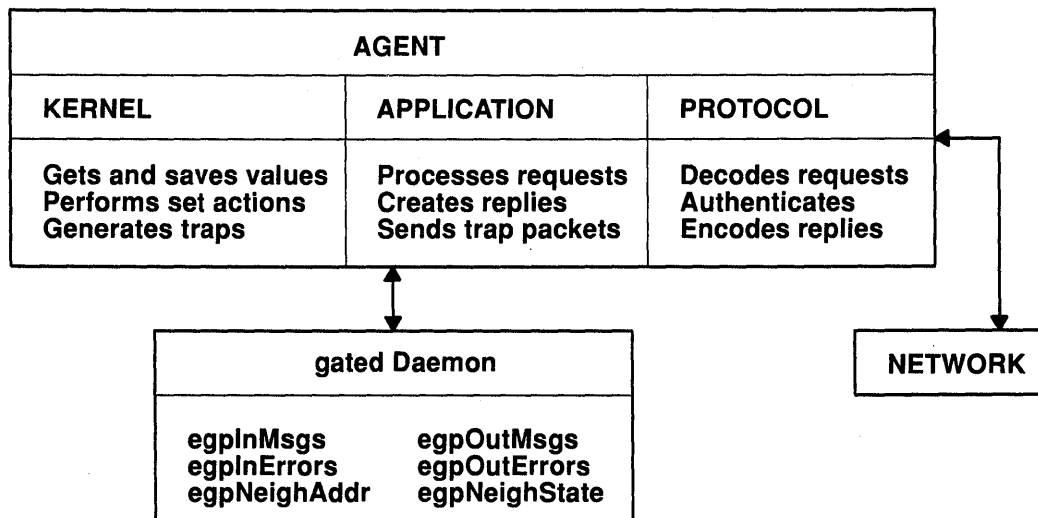 AGENT
KERNEL
APPLICATION
PROTOCOL
Gets and saves values
Performs set actions
Generates traps
Processes requests
Creates replies
Sends trap packets
Decodes requests
Authenticates
Encodes replies
gated Daemon
NETWORK
egpInMsgs egpOutMsgs
egpInErrors egpOutErrors
egpNeighAddr egpNeighState